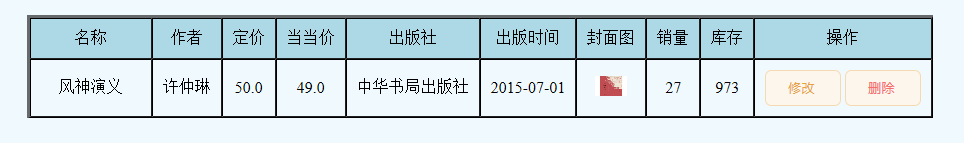 名称 作者 定价 当当价 出版社 出版时间 封面图 销量 库存 操作
风神演义 许仲琳 50.0 49.0 中华书局出版社 2015-07-01 27 973 修改 删除